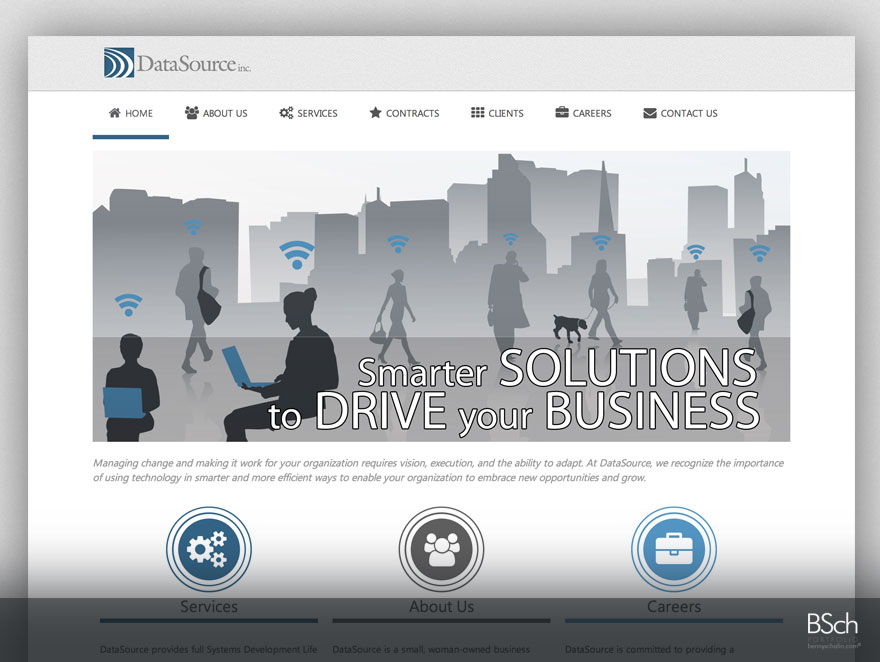 DataSource inc.
HOME ABOUT US SERVICES CONTRACTS CLIENTS CAREERS CONTACT US
Smarter SOLUTIONS
to DRIVE your BUSINESS
Managing change and making it work for your organization requires vision, execution, and the ability to adapt. At DataSource, we recognize the importance
of using technology in smarter and more efficient ways to enable your organization to embrace new opportunities and grow.
Services About Us Careers
DataSource provides full Systems Development Life DataSource is a small, woman-owned business DataSource is committed to providing a
BSch
PORTFOLIO